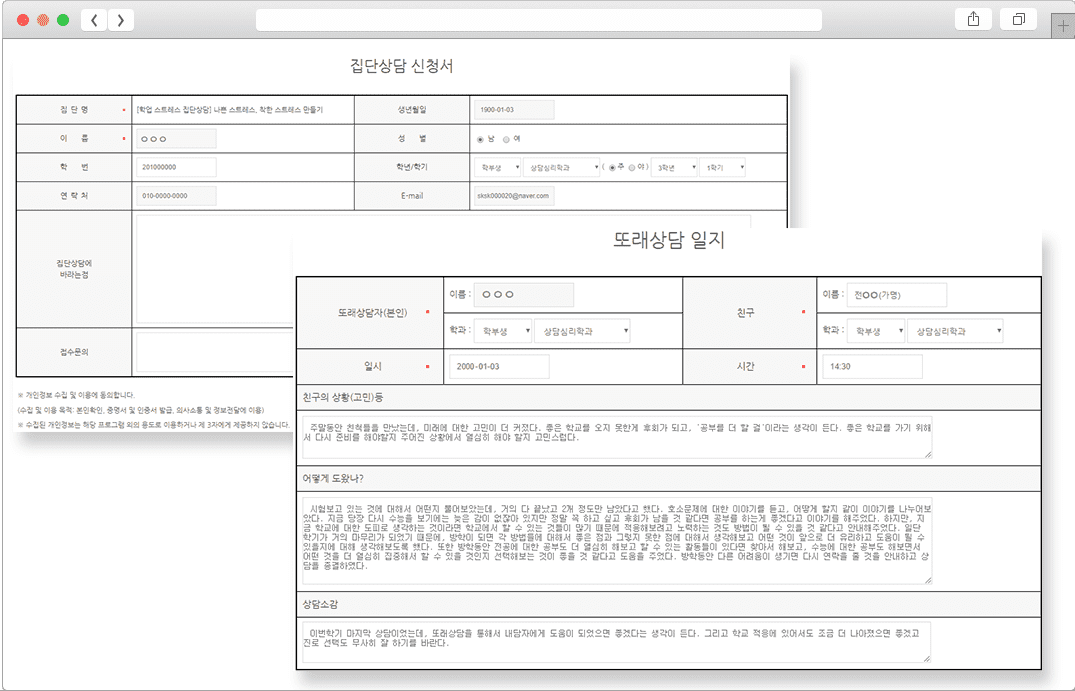 집단상담 신청서
집 단 명 * [학업 스트레스 집단상담] 나쁜 스트레스, 착한 스트레스 만들기 생년월일 1900-01-03
이 름 * ㅇㅇㅇ 성 별 남 여
학 번 201000000 학년/학기 학부생 상담심리학과 ( 주 야 ) 3학년 1학기
연 락 처 010-0000-0000 E-mail sksk000020@naver.com
집단상담에
바라는점
접수문의
※ 개인정보 수집 및 이용에 동의합니다.
(수집 및 이용 목적: 본인확인, 증명서 및 인증서 발급, 의사소통 및 정보전달에 이용)
※ 수집된 개인정보는 해당 프로그램 외의 용도로 이용하거나 제 3자에게 제공하지 않습니다.
또래상담 일지
또래상담자(본인) * 이름 : ㅇㅇㅇ 친구 * 이름 : 전ㅇㅇ(가명)
학과 : 학부생 상담심리학과 학과 : 학부생 상담심리학과
일시 * 2000-01-03 시간 * 14:30
친구의 상황(고민)등
주말동안 친척들을 만났는데, 미래에 대한 고민이 더 커졌다. 좋은 학교를 오지 못한게 후회가 되고, '공부를 더 할 걸'이라는 생각이 든다. 좋은 학교를 가기 위해
서 다시 준비를 해야할지 주어진 상황에서 열심히 해야 할지 고민스럽다.
어떻게 도왔나?
시험보고 있는 것에 대해서 어떤지 물어보았는데, 거의 다 끝났고 2개 정도만 남았다고 했다. 호소문제에 대한 이야기를 듣고, 어떻게 할지 같이 이야기를 나누어보
았다. 지금 당장 다시 수능을 보기에는 늦은 감이 없잖아 있지만 정말 꼭 하고 싶고 후회가 남을 것 같다면 공부를 하는게 좋겠다고 이야기를 해주었다. 하지만, 지
금 학교에 대한 도피로 생각하는 것이라면 학교에서 할 수 있는 것들이 많기 때문에 적응해보려고 노력하는 것도 방법이 될 수 있을 것 같다고 안내해주었다. 일단
학기가 거의 마무리가 되었기 때문에, 방학이 되면 각 방법들에 대해서 좋은 점과 그렇지 못한 점에 대해서 생각해보고 어떤 것이 앞으로 더 유리하고 도움이 될 수
있을지에 대해 생각해보도록 했다. 또한 방학동안 전공에 대한 공부도 더 열심히 해보고 할 수 있는 활동들이 있다면 찾아서 해보고, 수능에 대한 공부도 해보면서
어떤 것을 더 열심히 집중해서 할 수 있을 것인지 선택해보는 것이 좋을 것 같다고 도움을 주었다. 방학동안 다른 어려움이 생기면 다시 연락을 줄 것을 안내하고 상
담을 종결하였다.
상담소감
이번학기 마지막 상담이었는데, 또래상담을 통해서 내담자에게 도움이 되었으면 좋겠다는 생각이 든다. 그리고 학교 적응에 있어서도 조금 더 나아졌으면 좋겠고
진로 선택도 무사히 잘 하기를 바란다.